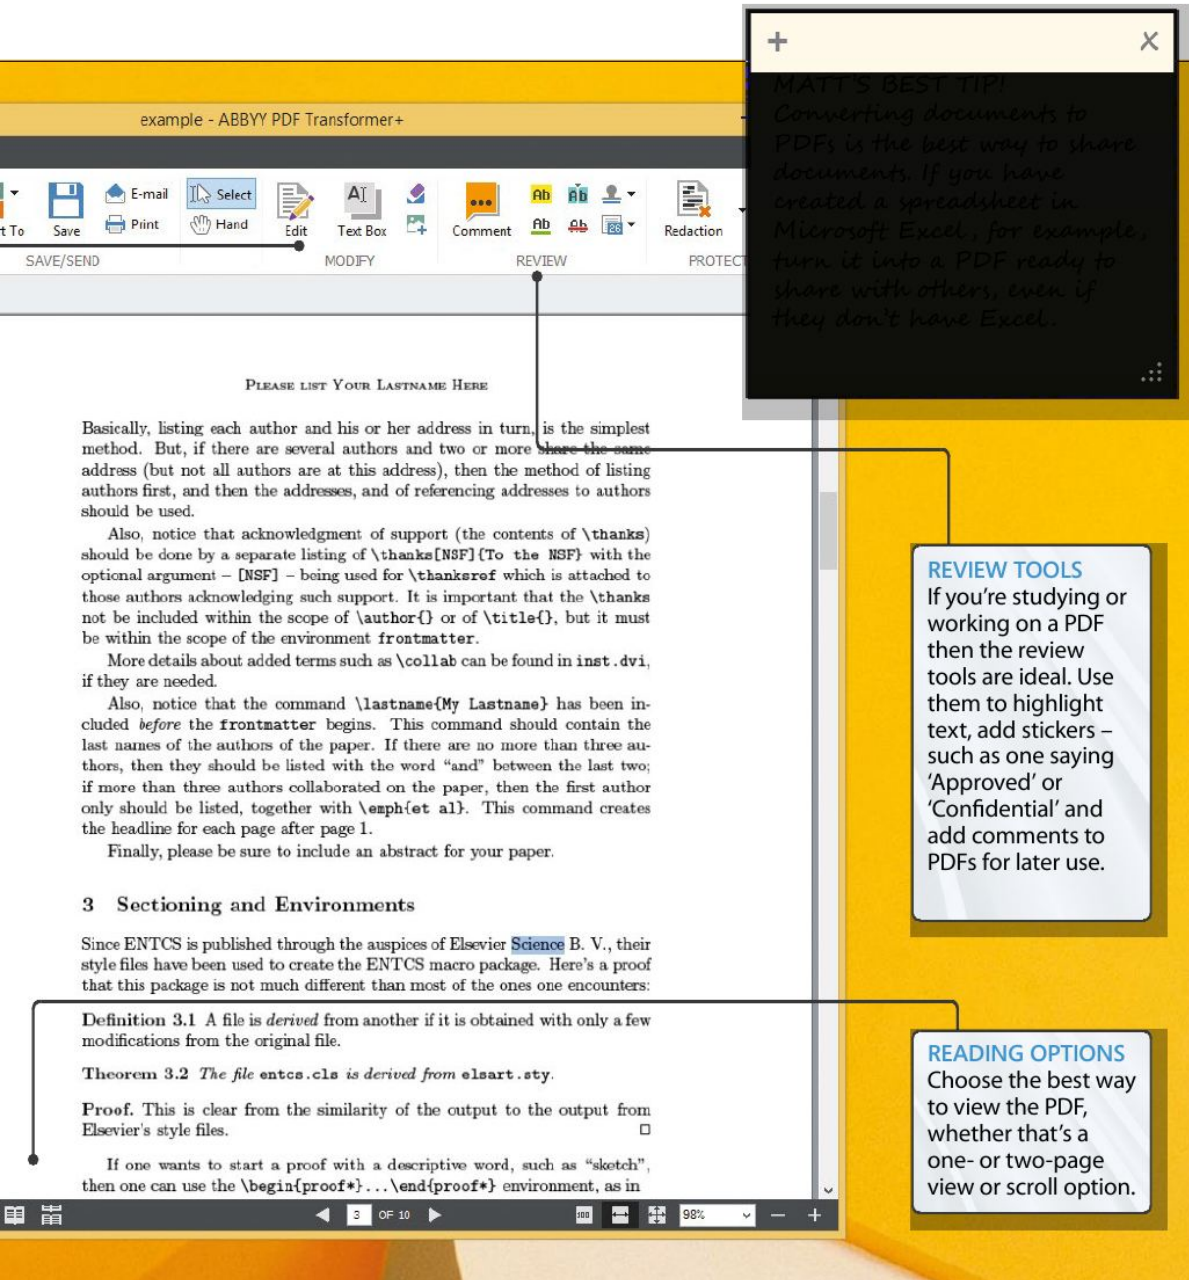 + ×
MATT'S BEST TIP!
Converting documents to
PDFs is the best way to share
documents. If you have
created a spreadsheet in
Microsoft Excel, for example,
turn it into a PDF ready to
share with others, even if
they don't have Excel.
example - ABBYY PDF Transformer+
t To
Save
E-mail
Print
SAVE/SEND
Select
Hand
Edit
Text Box
MODIFY
Comment
Ab
Ab
Ab
Ab
26
REVIEW
Redaction
PROTECT
PLEASE LIST YOUR LASTNAME HERE
Basically, listing each author and his or her address in turn, is the simplest
method. But, if there are several authors and two or more share the same
address (but not all authors are at this address), then the method of listing
authors first, and then the addresses, and of referencing addresses to authors
should be used.
Also, notice that acknowledgment of support (the contents of \thanks)
should be done by a separate listing of \thanks[NSF]{To the NSF} with the
optional argument – [NSF] – being used for \thanksref which is attached to
those authors acknowledging such support. It is important that the \thanks
not be included within the scope of \author{} or of \title{}, but it must
be within the scope of the environment frontmatter.
More details about added terms such as \collab can be found in inst.dvi,
if they are needed.
Also, notice that the command \lastname{My Lastname} has been in-
cluded before the frontmatter begins. This command should contain the
last names of the authors of the paper. If there are no more than three au-
thors, then they should be listed with the word “and” between the last two;
if more than three authors collaborated on the paper, then the first author
only should be listed, together with \emph{et al}. This command creates
the headline for each page after page 1.
Finally, please be sure to include an abstract for your paper.
3 Sectioning and Environments
Since ENTCS is published through the auspices of Elsevier Science B. V., their
style files have been used to create the ENTCS macro package. Here's a proof
that this package is not much different than most of the ones one encounters:
Definition 3.1 A file is derived from another if it is obtained with only a few
modifications from the original file.
Theorem 3.2 The file entcs.cls is derived from elsart.sty.
Proof. This is clear from the similarity of the output to the output from
Elsevier's style files. □
If one wants to start a proof with a descriptive word, such as “sketch”,
then one can use the \begin{proof*}...\end{proof*} environment, as in
3 OF 10
100
98%
REVIEW TOOLS
If you’re studying or
working on a PDF
then the review
tools are ideal. Use
them to highlight
text, add stickers –
such as one saying
‘Approved’ or
‘Confidential’ and
add comments to
PDFs for later use.
READING OPTIONS
Choose the best way
to view the PDF,
whether that’s a
one- or two-page
view or scroll option.